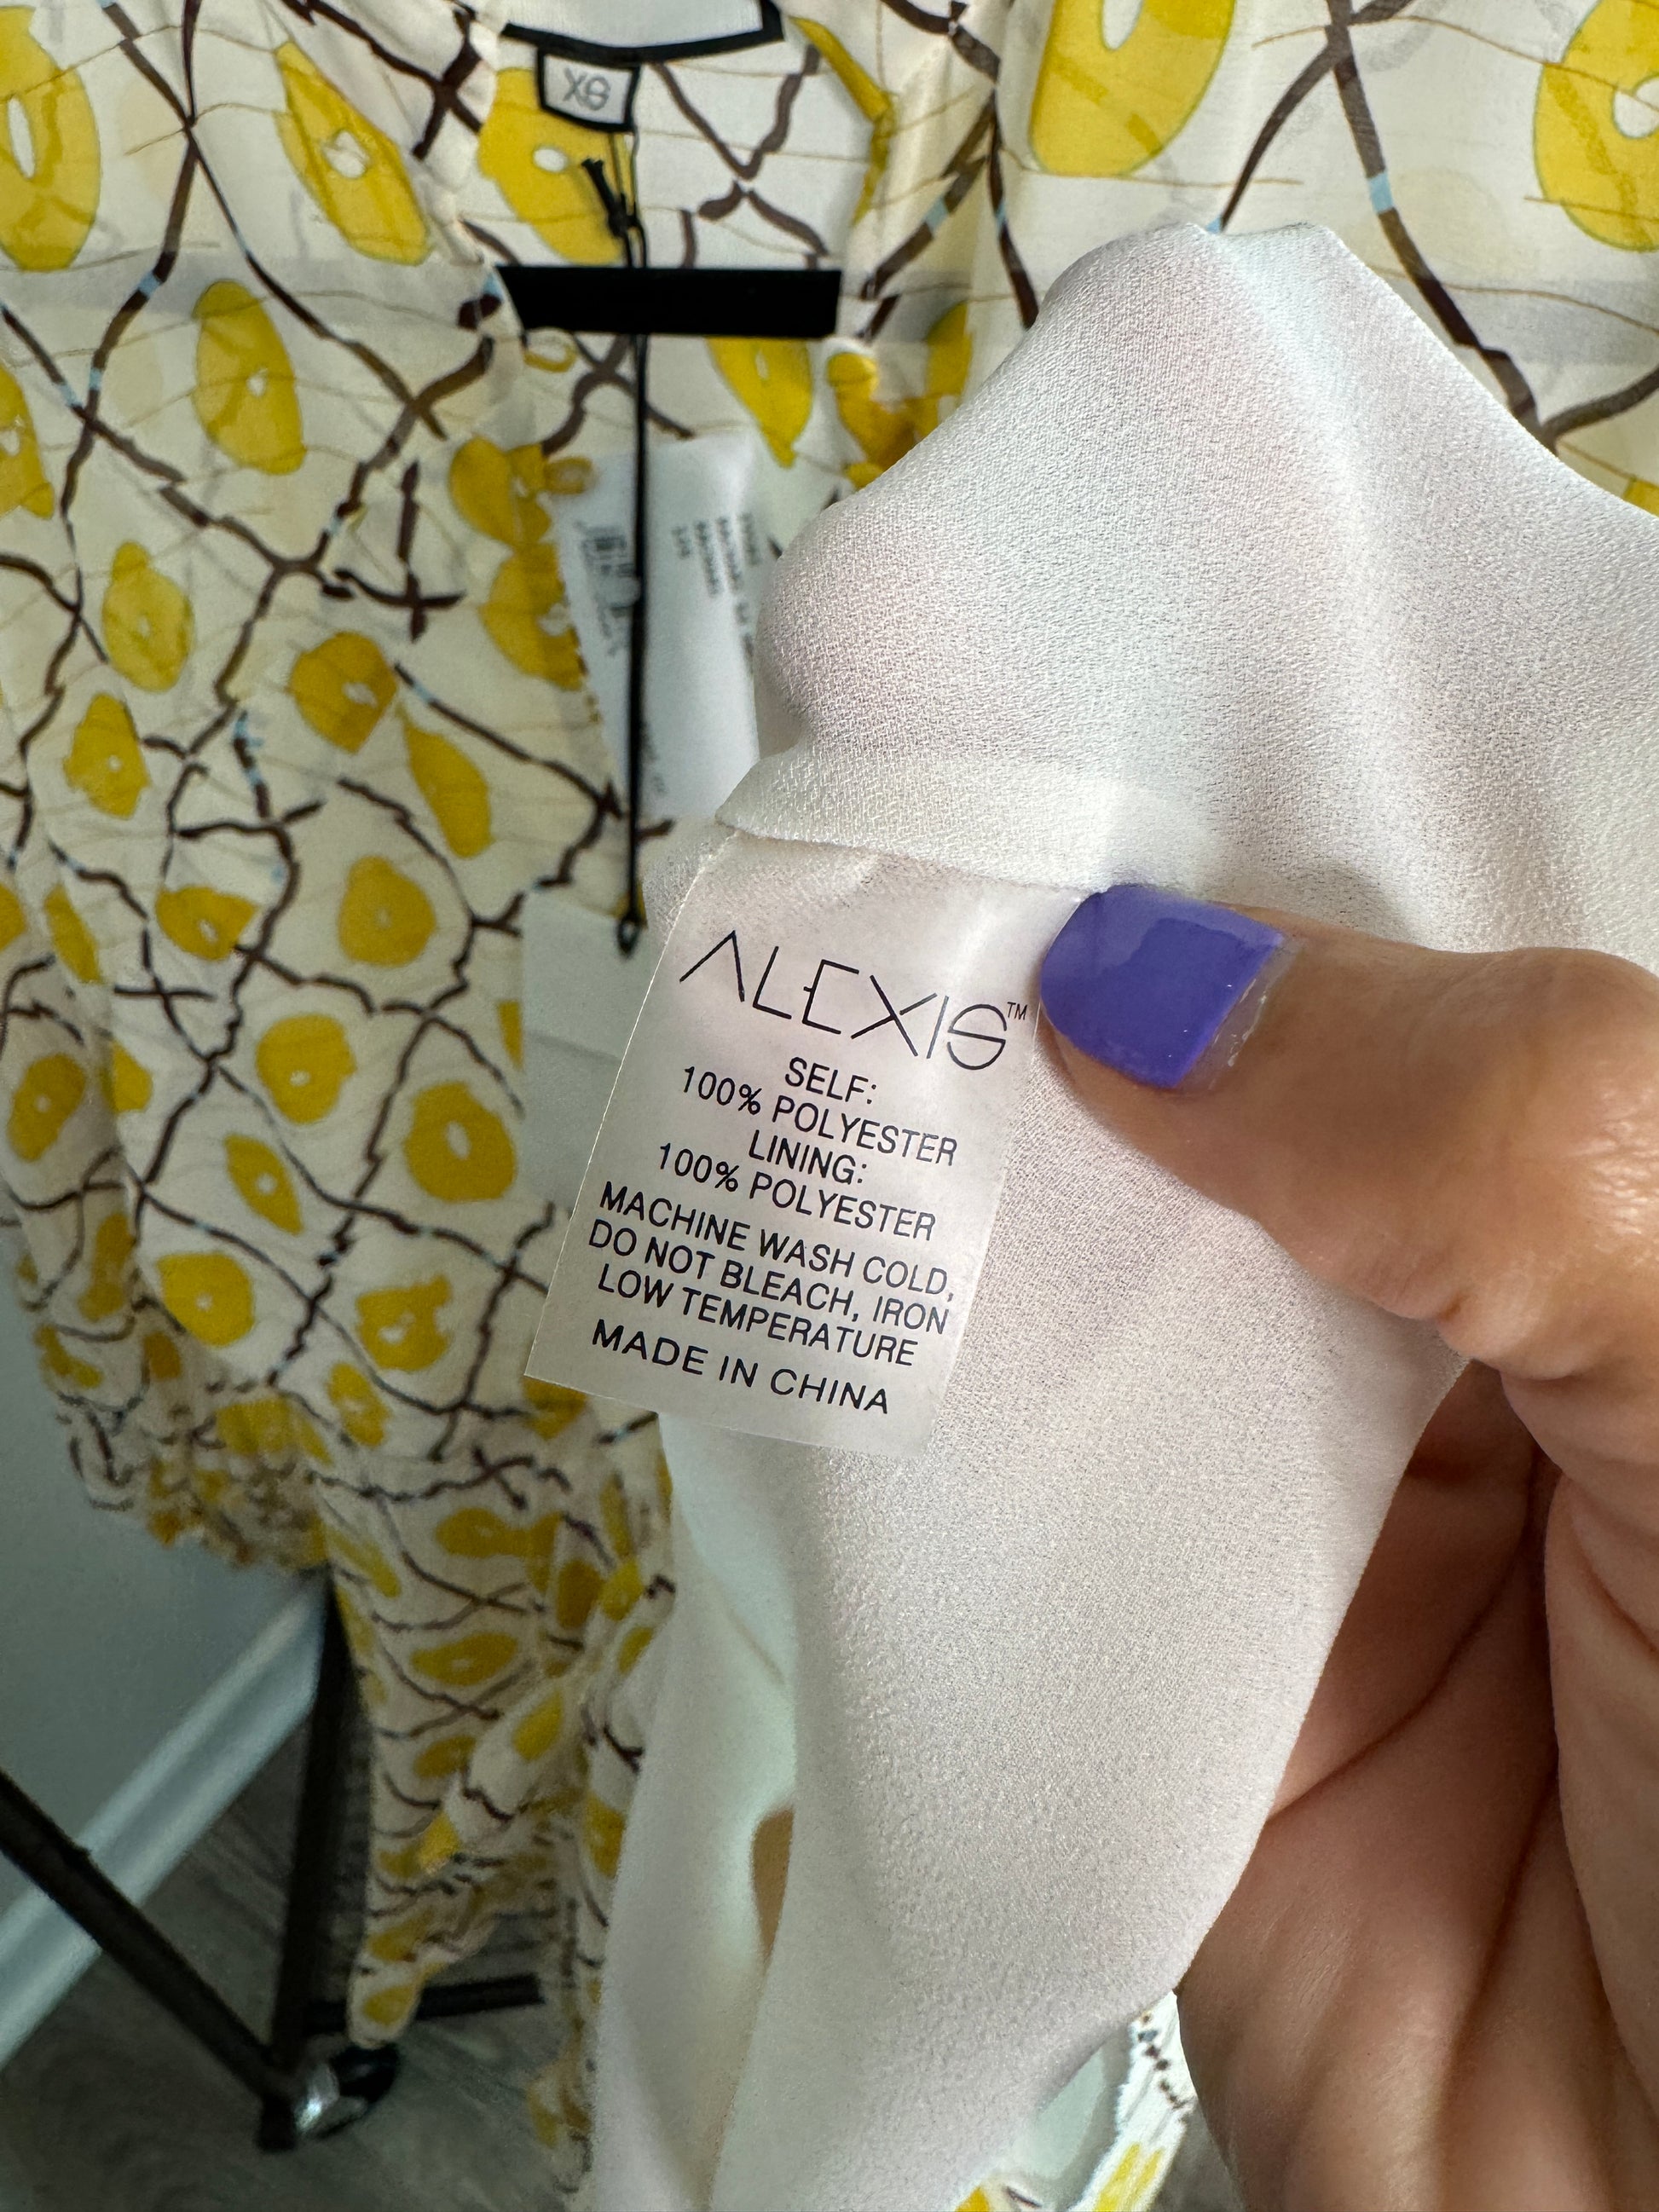 XS
ALEXIS™
SELF:
100% POLYESTER
LINING:
100% POLYESTER
MACHINE WASH COLD,
DO NOT BLEACH, IRON
LOW TEMPERATURE
MADE IN CHINA